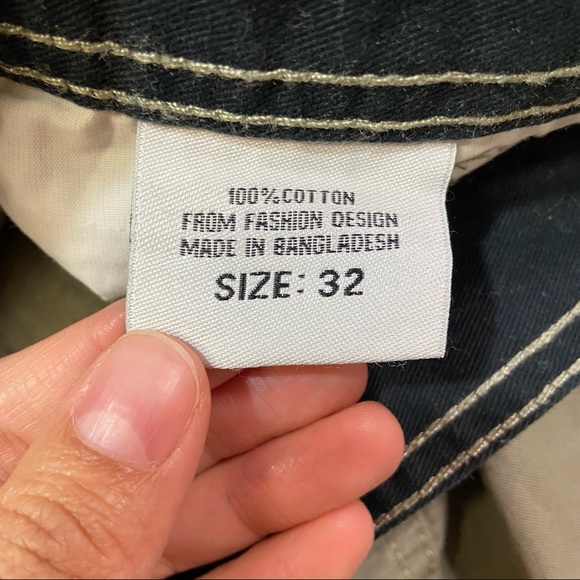 100% COTTON
FROM FASHION DESIGN
MADE IN BANGLADESH
SIZE: 32